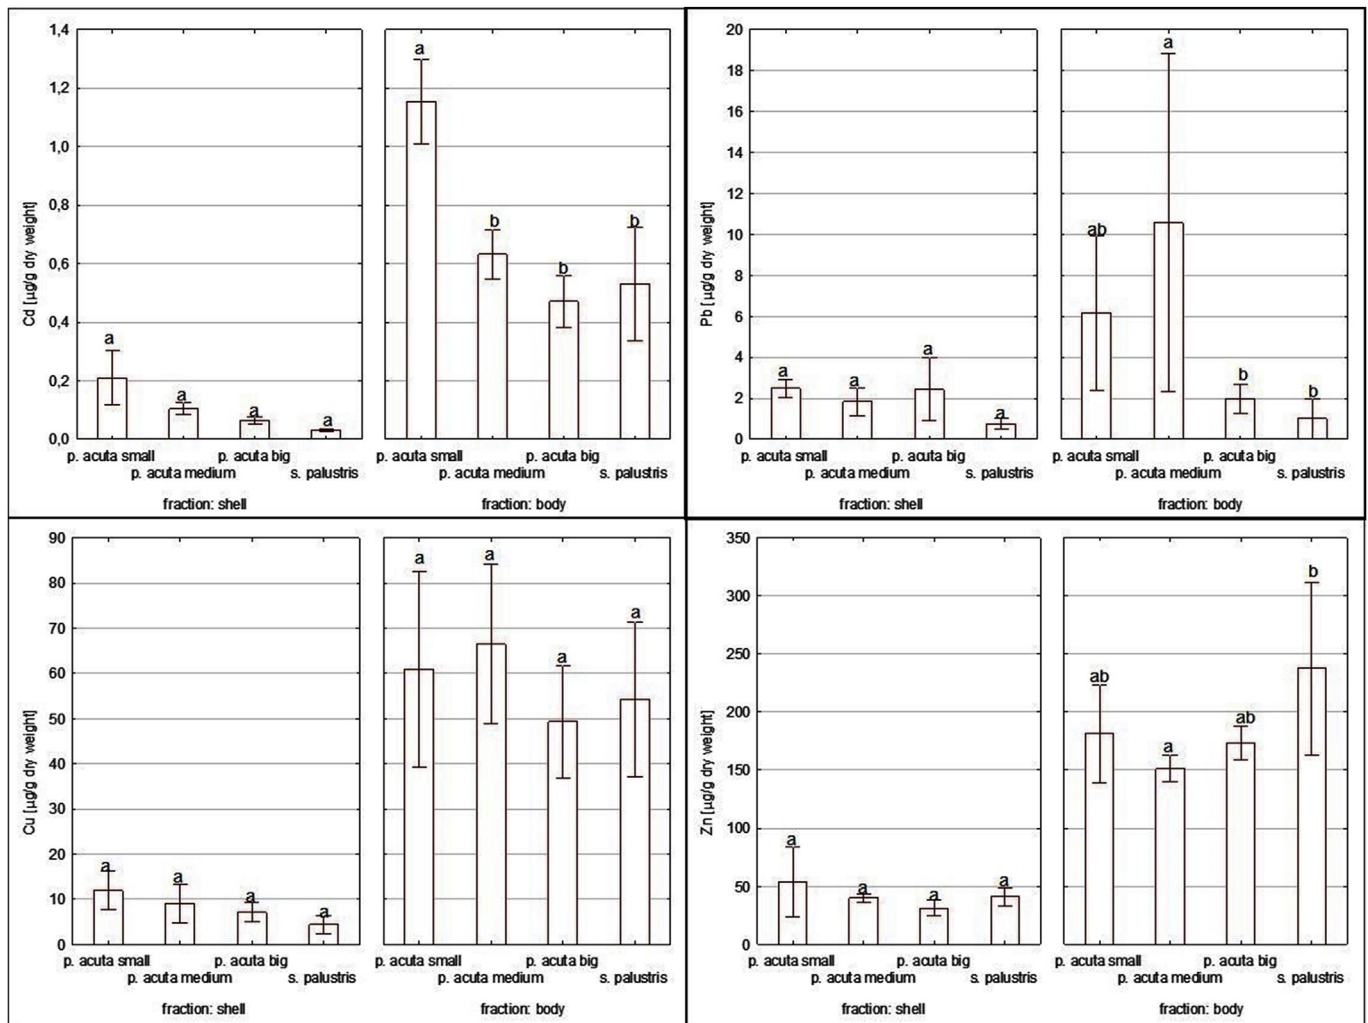 Cd [µg/g dry weight]
1,4
1,2
1,0
0,8
0,6
0,4
0,2
0,0
a
a
a
a
a
b
b
b
p. acuta small
p. acuta big
p. acuta medium
s. palustris
fraction: shell
p. acuta small
p. acuta big
p. acuta medium
s. palustris
fraction: body
Pb [µg/g dry weight]
20
18
16
14
12
10
8
6
4
2
0
a
a
a
a
ab
a
b
b
p. acuta small
p. acuta big
p. acuta medium
s. palustris
fraction: shell
p. acuta small
p. acuta big
p. acuta medium
s. palustris
fraction: body
Cu [µg/g dry weight]
90
80
70
60
50
40
30
20
10
0
a
a
a
a
a
a
a
a
p. acuta small
p. acuta big
p. acuta medium
s. palustris
fraction: shell
p. acuta small
p. acuta big
p. acuta medium
s. palustris
fraction: body
Zn [µg/g dry weight]
350
300
250
200
150
100
50
0
a
a
a
a
ab
a
ab
b
p. acuta small
p. acuta big
p. acuta medium
s. palustris
fraction: shell
p. acuta small
p. acuta big
p. acuta medium
s. palustris
fraction: body